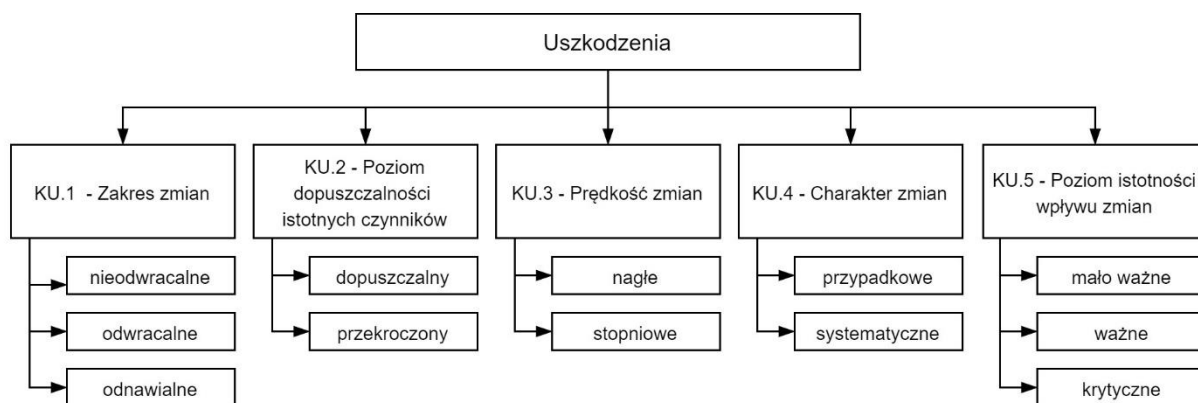 Uszkodzenia
KU.1 - Zakres zmian
nieodwracalne
odwracalne
odnawialne
KU.2 - Poziom
dopuszczalności
istotnych czynników
dopuszczalny
przekroczony
KU.3 - Prędkość zmian
nagłe
stopniowe
KU.4 - Charakter zmian
przypadkowe
systematyczne
KU.5 - Poziom istotności
wpływu zmian
mało ważne
ważne
krytyczne